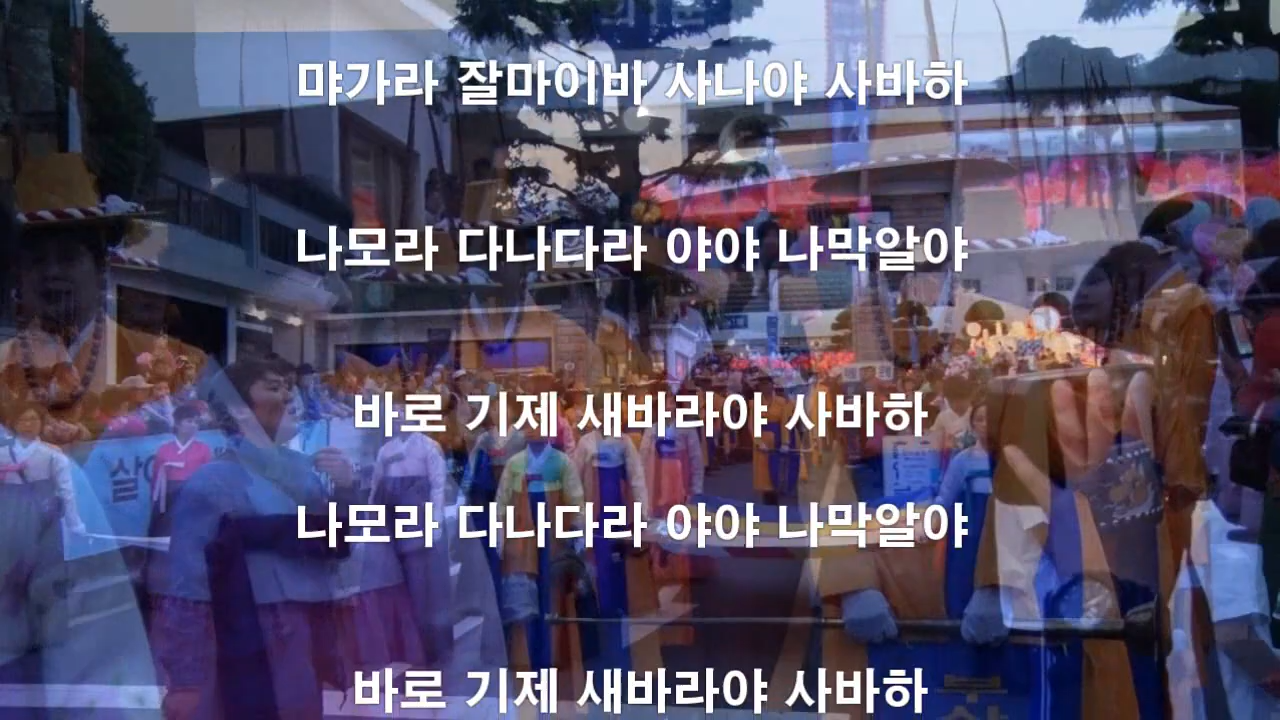 먀가라 잘마이바 사나야 사바하
나모라 다나다라 야야 나막알야
바로 기제 새바라야 사바하
나모라 다나다라 야야 나막알야
바로 기제 새바라야 사바하